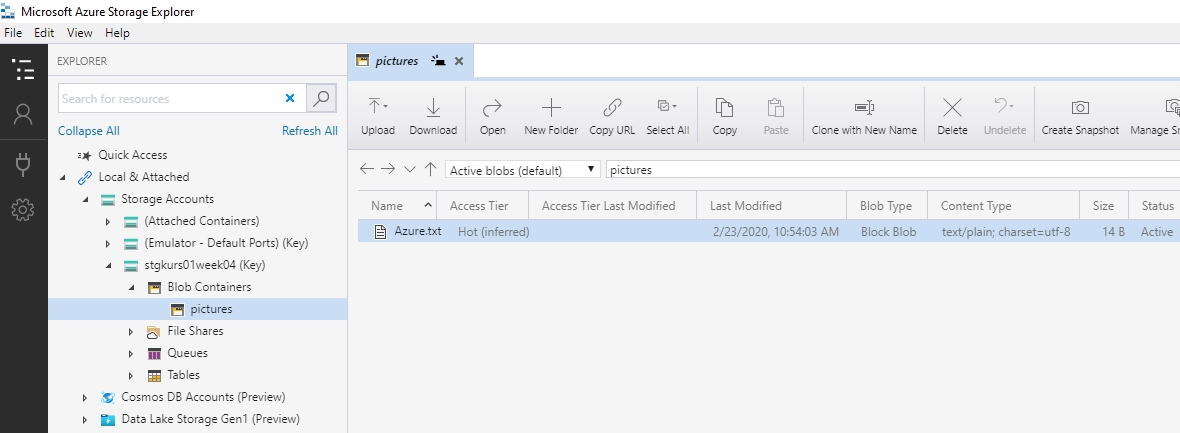 Microsoft Azure Storage Explorer
File Edit View Help
EXPLORER
Search for resources
Collapse All Refresh All
Quick Access
Local & Attached
Storage Accounts
(Attached Containers)
(Emulator - Default Ports) (Key)
stgkurs01week04 (Key)
Blob Containers
pictures
File Shares
Queues
Tables
Cosmos DB Accounts (Preview)
Data Lake Storage Gen1 (Preview)
pictures
Upload Download Open New Folder Copy URL Select All Copy Paste Clone with New Name Delete Undelete Create Snapshot Manage Sn
Active blobs (default) pictures
Name Access Tier Access Tier Last Modified Last Modified Blob Type Content Type Size Status
Azure.txt Hot (inferred) 2/23/2020, 10:54:03 AM Block Blob text/plain; charset=utf-8 14 B Active